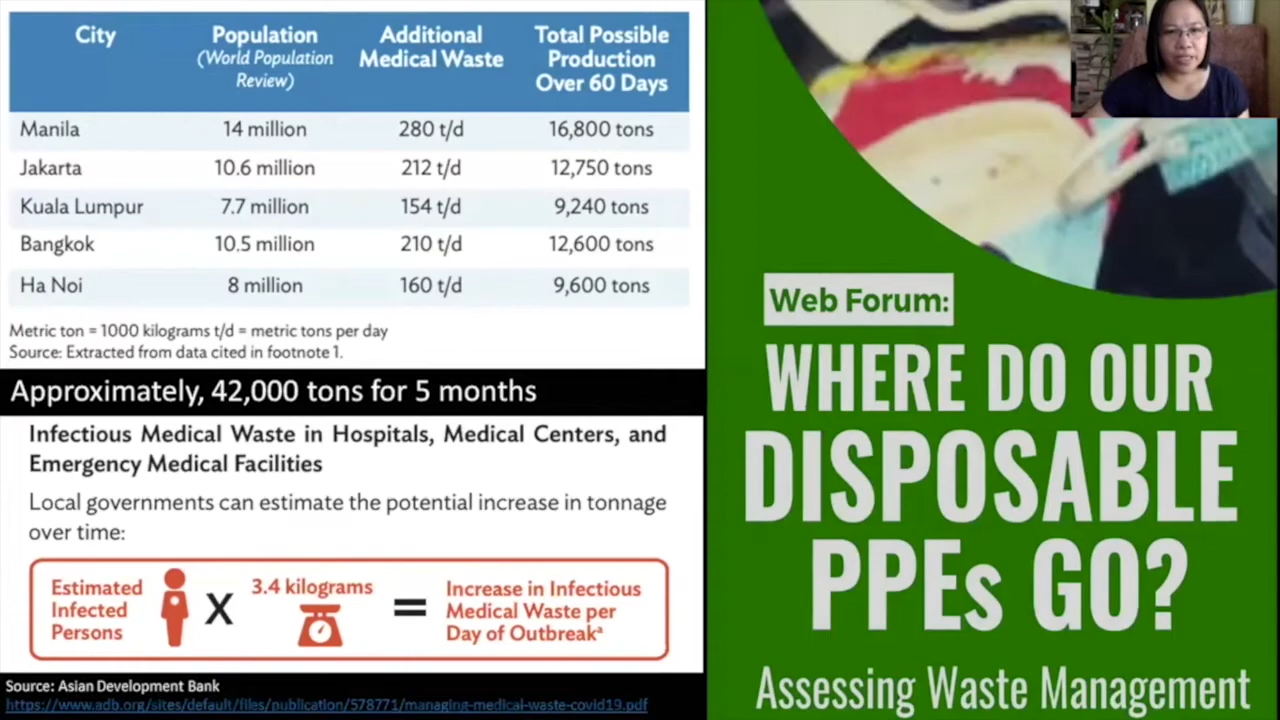 City Population Additional Total Possible
(World Population Medical Waste Production
Review) Over 60 Days
Manila 14 million 280 t/d 16,800 tons
Jakarta 10.6 million 212 t/d 12,750 tons
Kuala Lumpur 7.7 million 154 t/d 9,240 tons
Bangkok 10.5 million 210 t/d 12,600 tons
Ha Noi 8 million 160 t/d 9,600 tons
Metric ton = 1000 kilograms t/d = metric tons per day
Source: Extracted from data cited in footnote 1.
Approximately, 42,000 tons for 5 months
Infectious Medical Waste in Hospitals, Medical Centers, and
Emergency Medical Facilities
Local governments can estimate the potential increase in tonnage
over time:
Estimated
Infected
Persons
X
3.4 kilograms
=
Increase in Infectious
Medical Waste per
Day of Outbreakª
Source: Asian Development Bank
https://www.adb.org/sites/default/files/publication/578771/managing-medical-waste-covid19.pdf
Web Forum:
WHERE DO OUR
DISPOSABLE
PPEs GO?
Assessing Waste Management